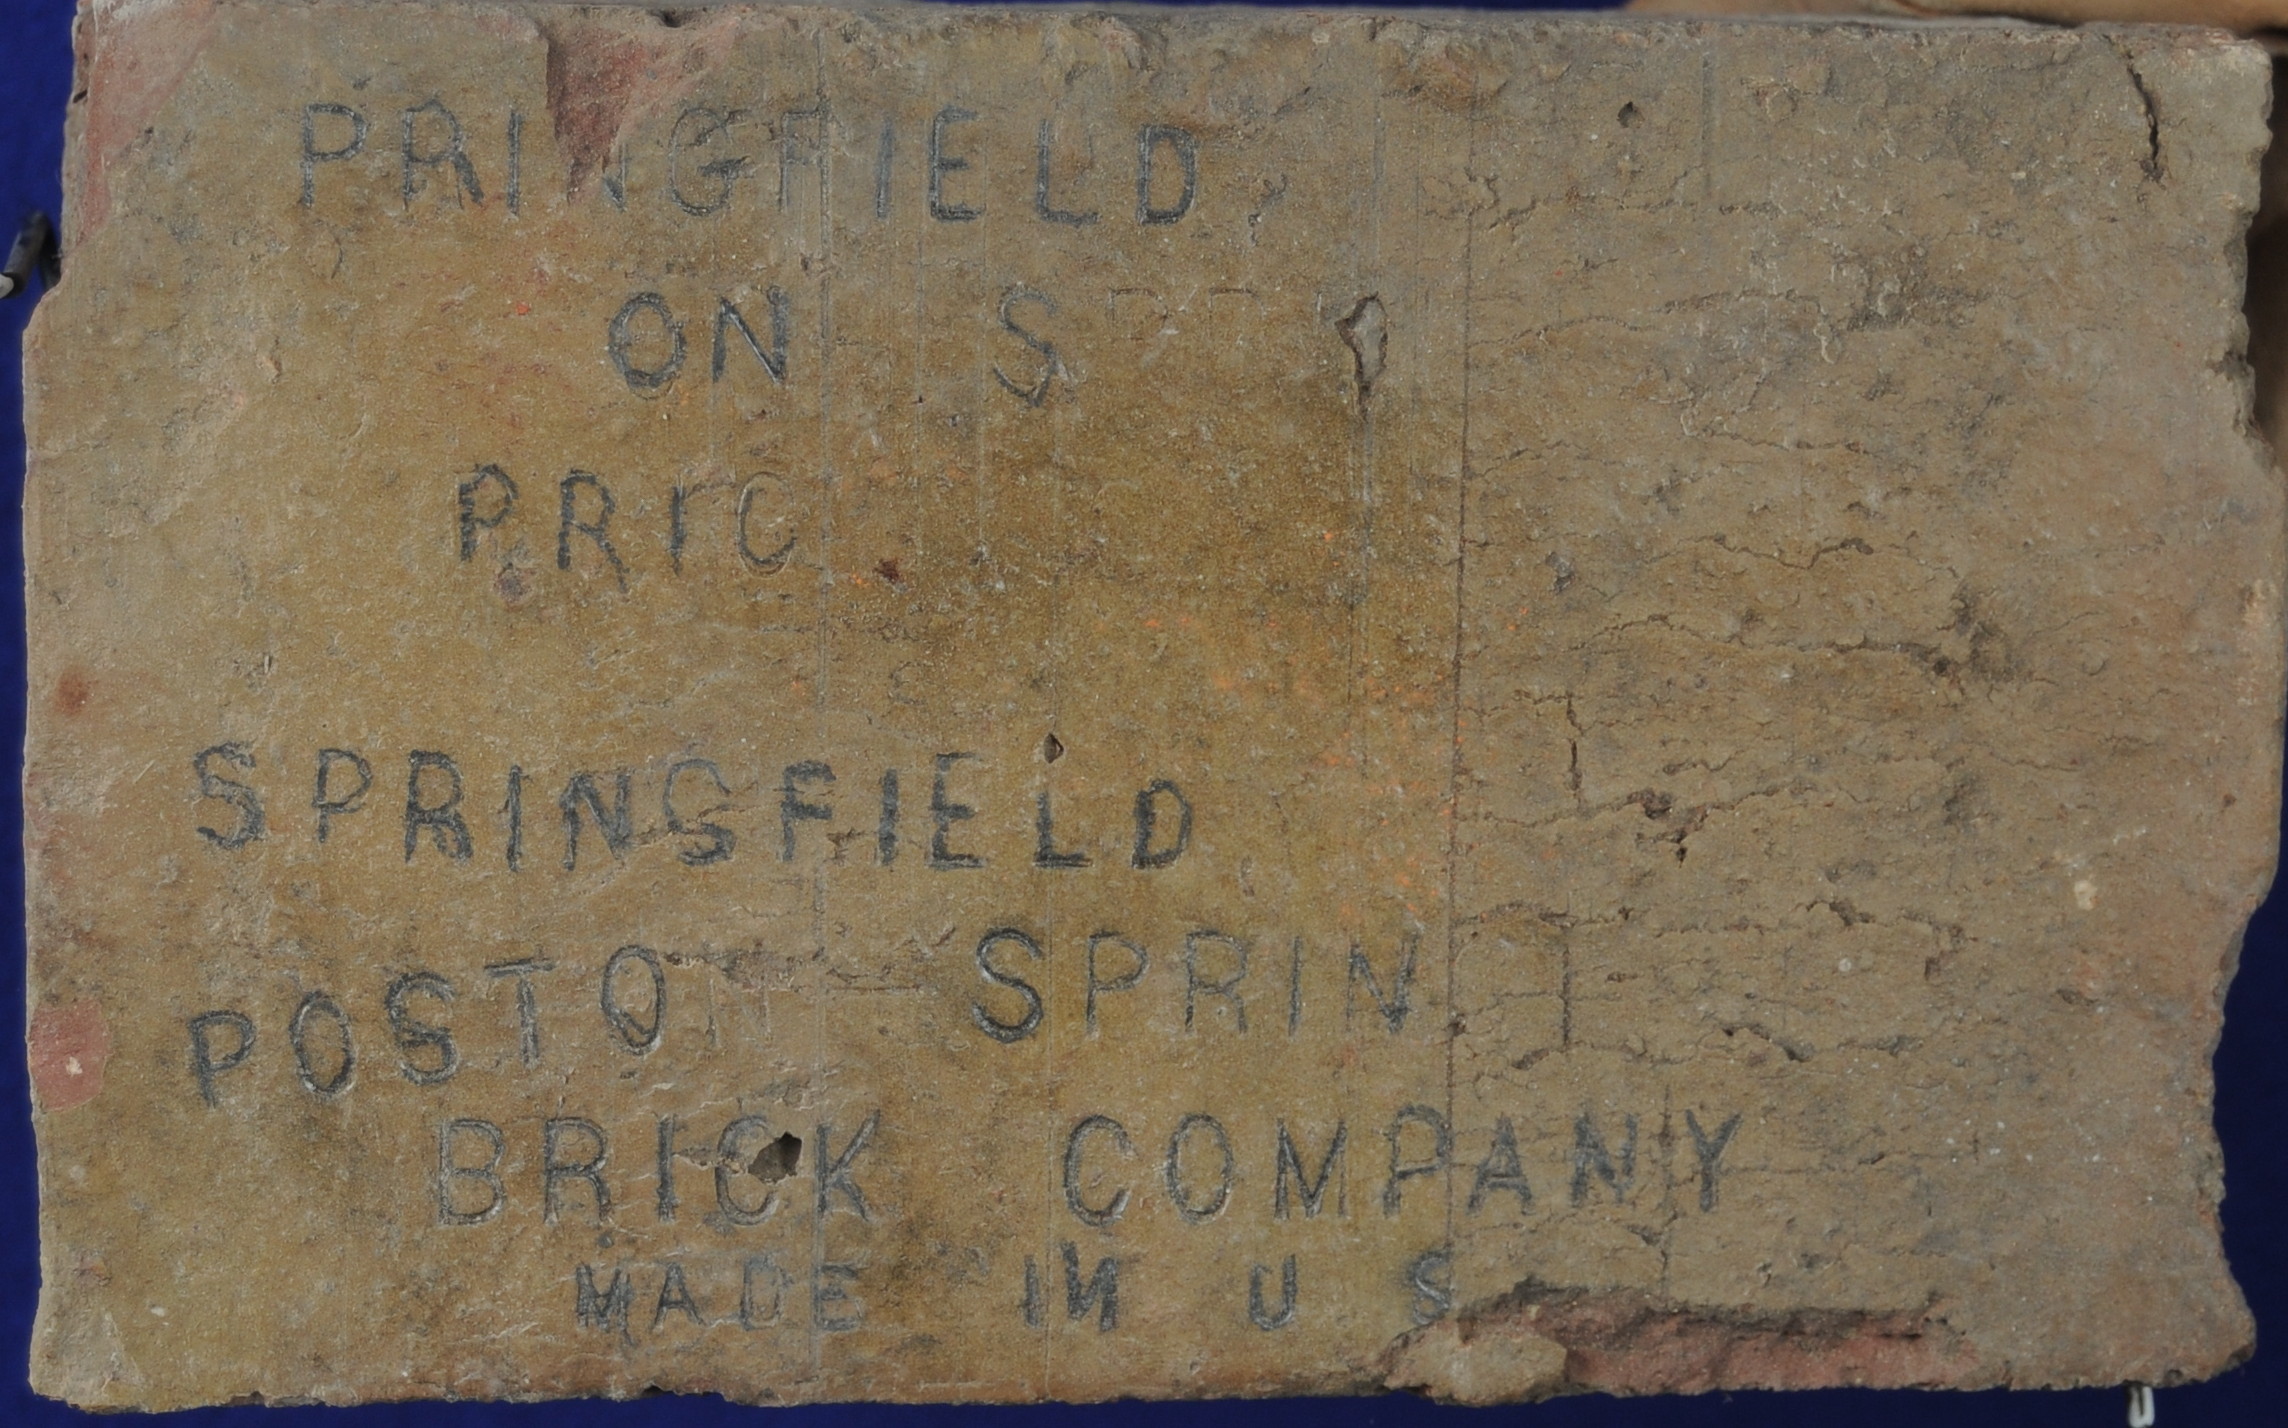 PRINGFIELD
ON S
PRIC
SPRINGFIELD
POSTON SPRIN
BRICK COMPANY
MADE IN U S